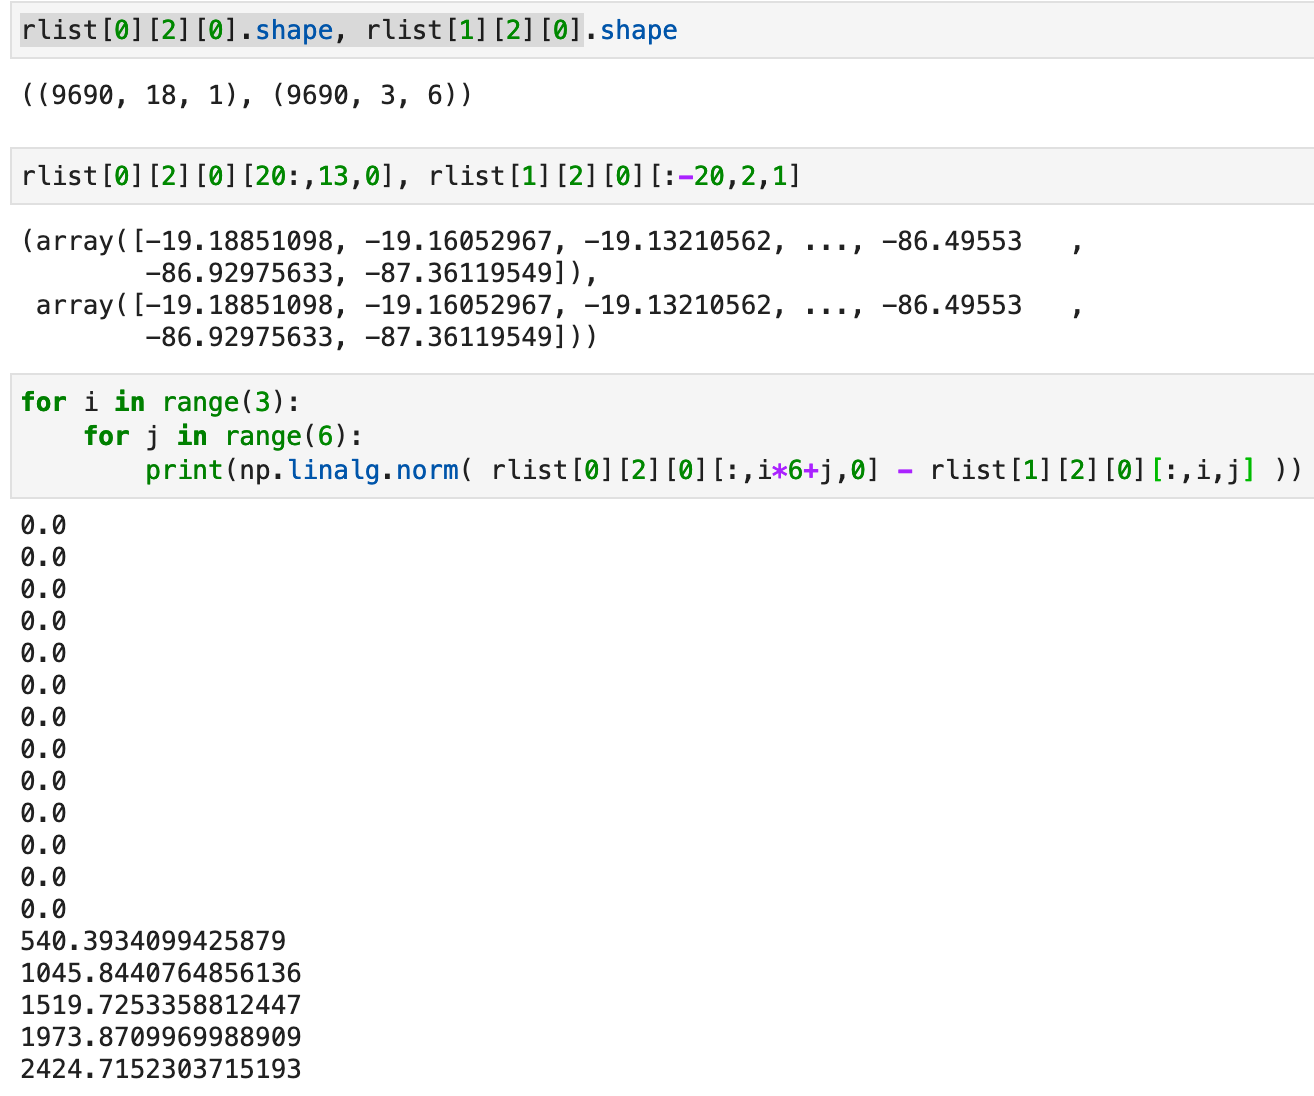 rlist[0][2][0].shape, rlist[1][2][0].shape
((9690, 18, 1), (9690, 3, 6))
rlist[0][2][0][20:,13,0], rlist[1][2][0][:-20,2,1]
(array([-19.18851098, -19.16052967, -19.13210562, ..., -86.49553   ,
        -86.92975633, -87.36119549]),
 array([-19.18851098, -19.16052967, -19.13210562, ..., -86.49553   ,
        -86.92975633, -87.36119549]))
for i in range(3):
    for j in range(6):
        print(np.linalg.norm( rlist[0][2][0][:,i*6+j,0] - rlist[1][2][0][:,i,j] ))
0.0
0.0
0.0
0.0
0.0
0.0
0.0
0.0
0.0
0.0
0.0
0.0
0.0
540.3934099425879
1045.8440764856136
1519.7253358812447
1973.8709969988909
2424.7152303715193